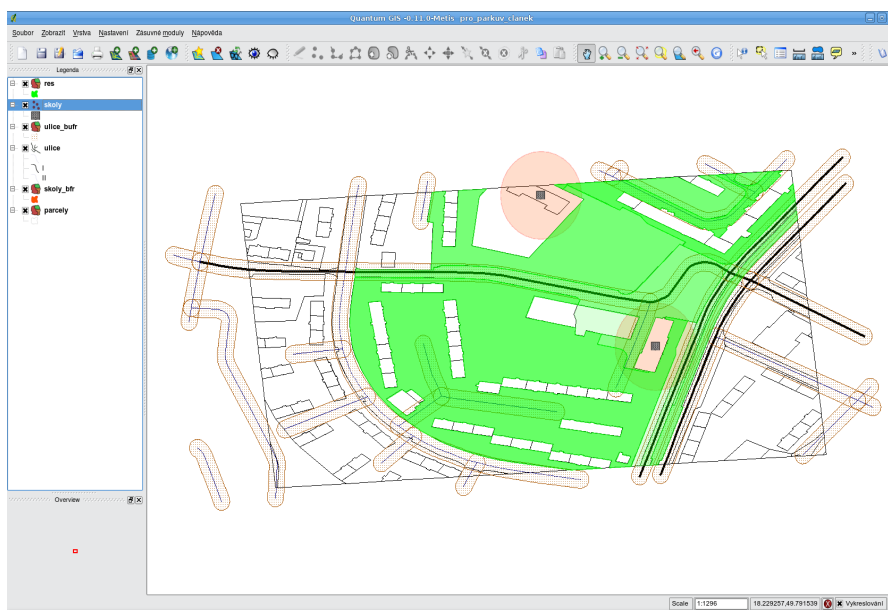 Quantum GIS -0.11.0-Metis pro_parkuv_clanek
Soubor Zobrazit Vrstva Nastavení Zásuvné moduly Nápověda
Legenda
res
skoly
ulice_bufr
ulice
I
II
skoly_bfr
parcely
Overview
Scale 1:1296 18.229257,49.791539 Vykreslování